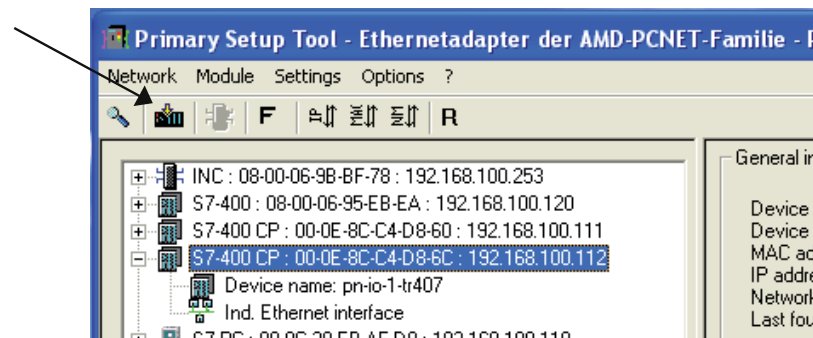 Primary Setup Tool - Ethernetadapter der AMD-PCNET-Familie -
Network Module Settings Options ?
F R
INC : 08-00-06-9B-BF-78 : 192.168.100.253
S7-400 : 08-00-06-95-EB-EA : 192.168.100.120
S7-400 CP : 00-0E-8C-C4-D8-60 : 192.168.100.111
S7-400 CP : 00-0E-8C-C4-D8-6C : 192.168.100.112
Device name: pn-io-1-tr407
Ind. Ethernet interface
General in
Device
Device
MAC ad
IP addre
Network
Last fou